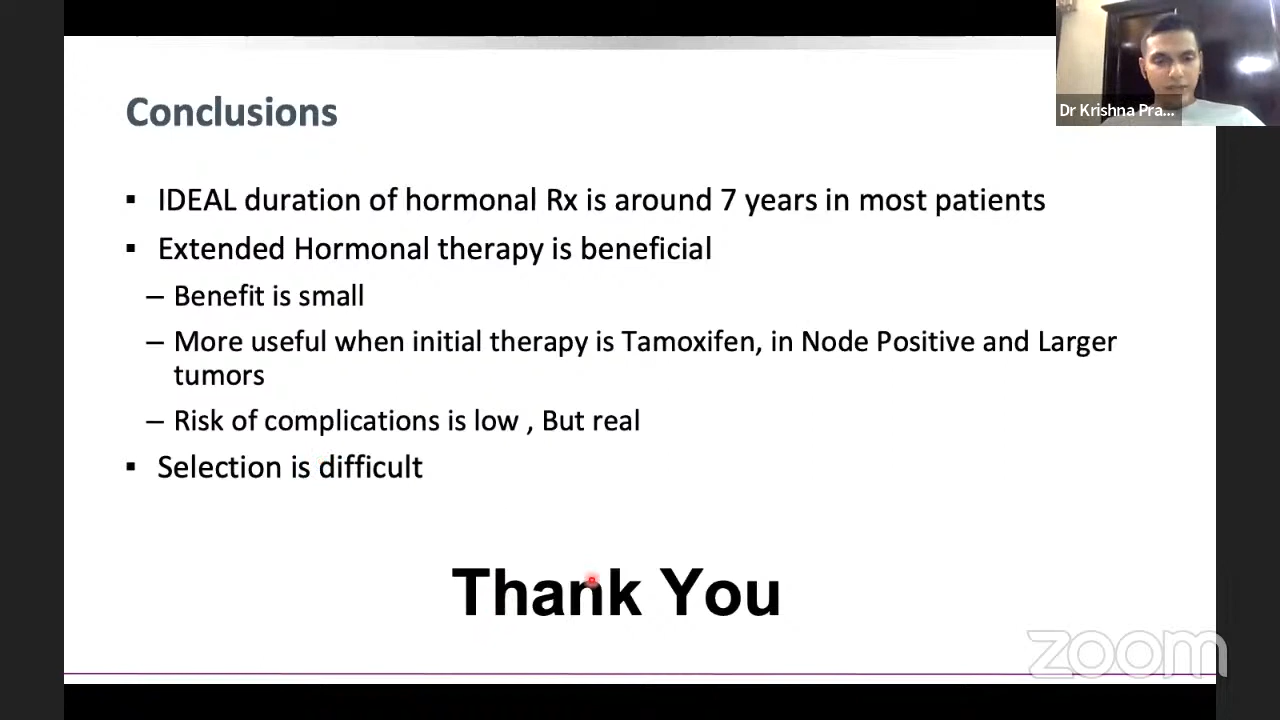 Dr Krishna Pra...
Conclusions
▪ IDEAL duration of hormonal Rx is around 7 years in most patients
▪ Extended Hormonal therapy is beneficial
– Benefit is small
– More useful when initial therapy is Tamoxifen, in Node Positive and Larger
tumors
– Risk of complications is low , But real
▪ Selection is difficult
Thank You
zoom